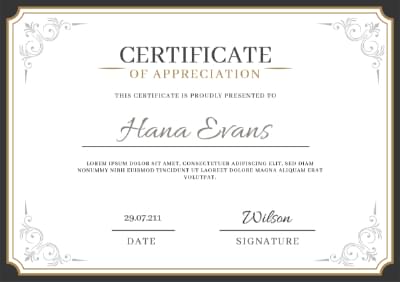 CERTIFICATE
OF APPRECIATION
THIS CERTIFICATE IS PROUDLY PRESENTED TO
Hana Evans
LOREM IPSUM DOLOR SIT AMET, CONSECTETUER ADIPISCING ELIT, SED DIAM
NONUMMY NIBH EUISMOD TINCIDUNT UT LAOREET DOLORE MAGNA ALIQUAM ERAT
VOLUTPAT.
29.07.211 Wilson
DATE SIGNATURE